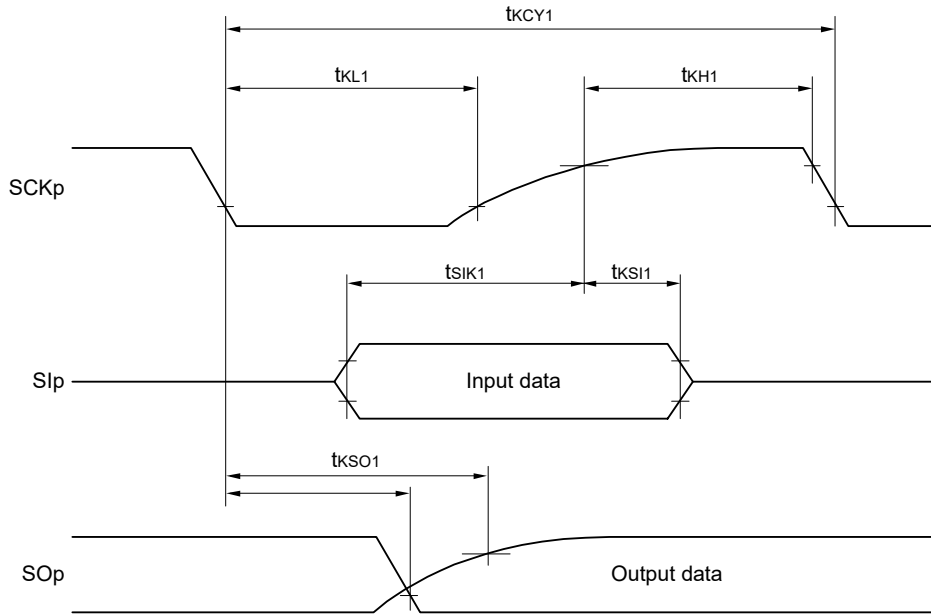 tKCY1
tKL1
tKH1
SCKp
tSIK1
tKSI1
SIp
Input data
tKSO1
SOp
Output data